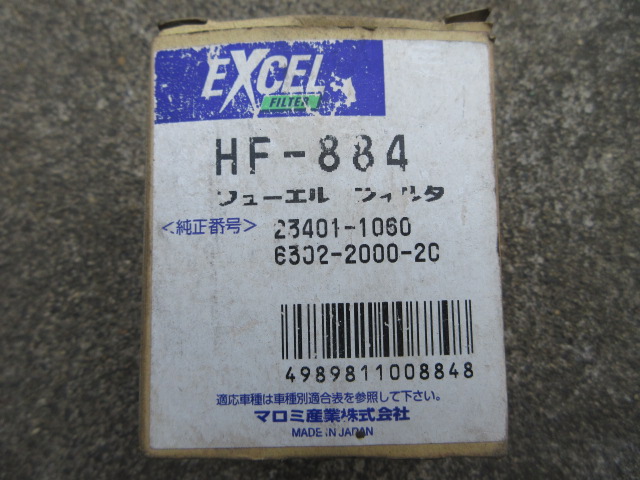 EXCEL
FILTER
HF-884
フューエル フィルタ
<純正番号> 23401-1060
6302-2000-2C
4989811008848
適応車種は車種別適合表を参照して下さい。
マロミ産業株式会社
MADE IN JAPAN